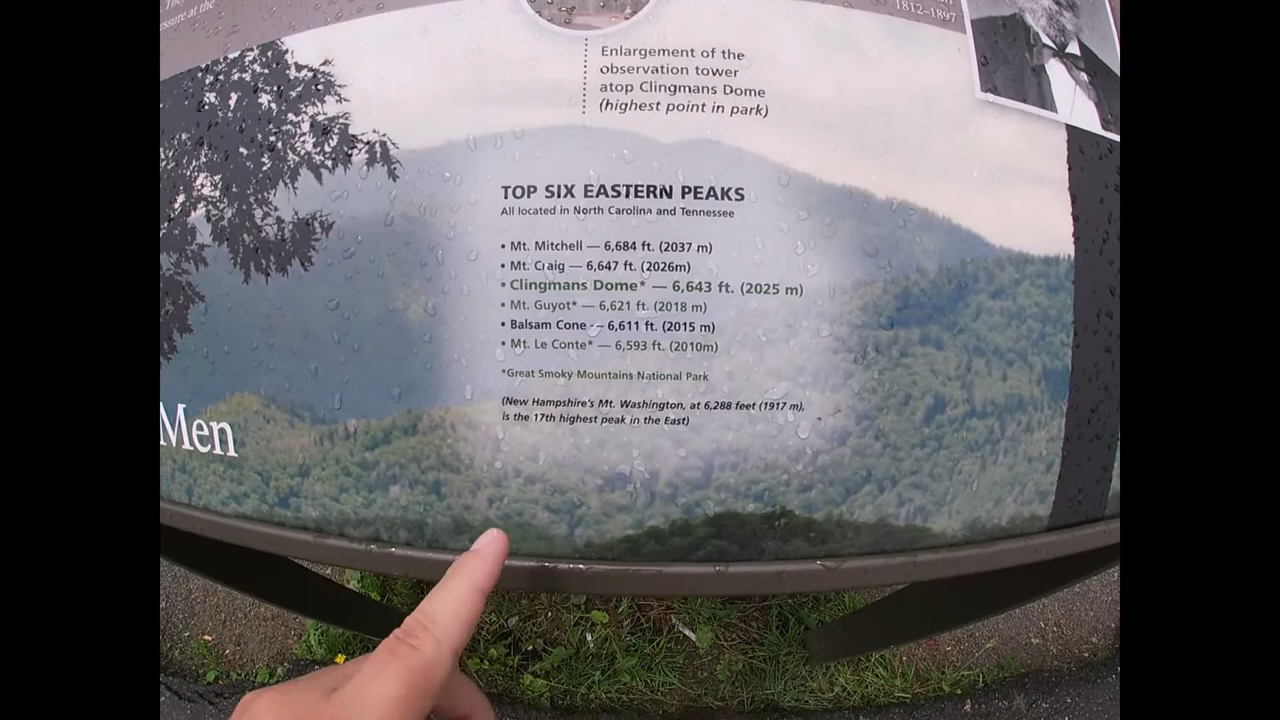 ssure at the
1812–1897
Enlargement of the
observation tower
atop Clingmans Dome
(highest point in park)
TOP SIX EASTERN PEAKS
All located in North Carolina and Tennessee
• Mt. Mitchell — 6,684 ft. (2037 m)
• Mt. Craig — 6,647 ft. (2026m)
• Clingmans Dome* — 6,643 ft. (2025 m)
• Mt. Guyot* — 6,621 ft. (2018 m)
• Balsam Cone -— 6,611 ft. (2015 m)
• Mt. Le Conte* — 6,593 ft. (2010m)
*Great Smoky Mountains National Park
(New Hampshire's Mt. Washington, at 6,288 feet (1917 m),
is the 17th highest peak in the East)
Men